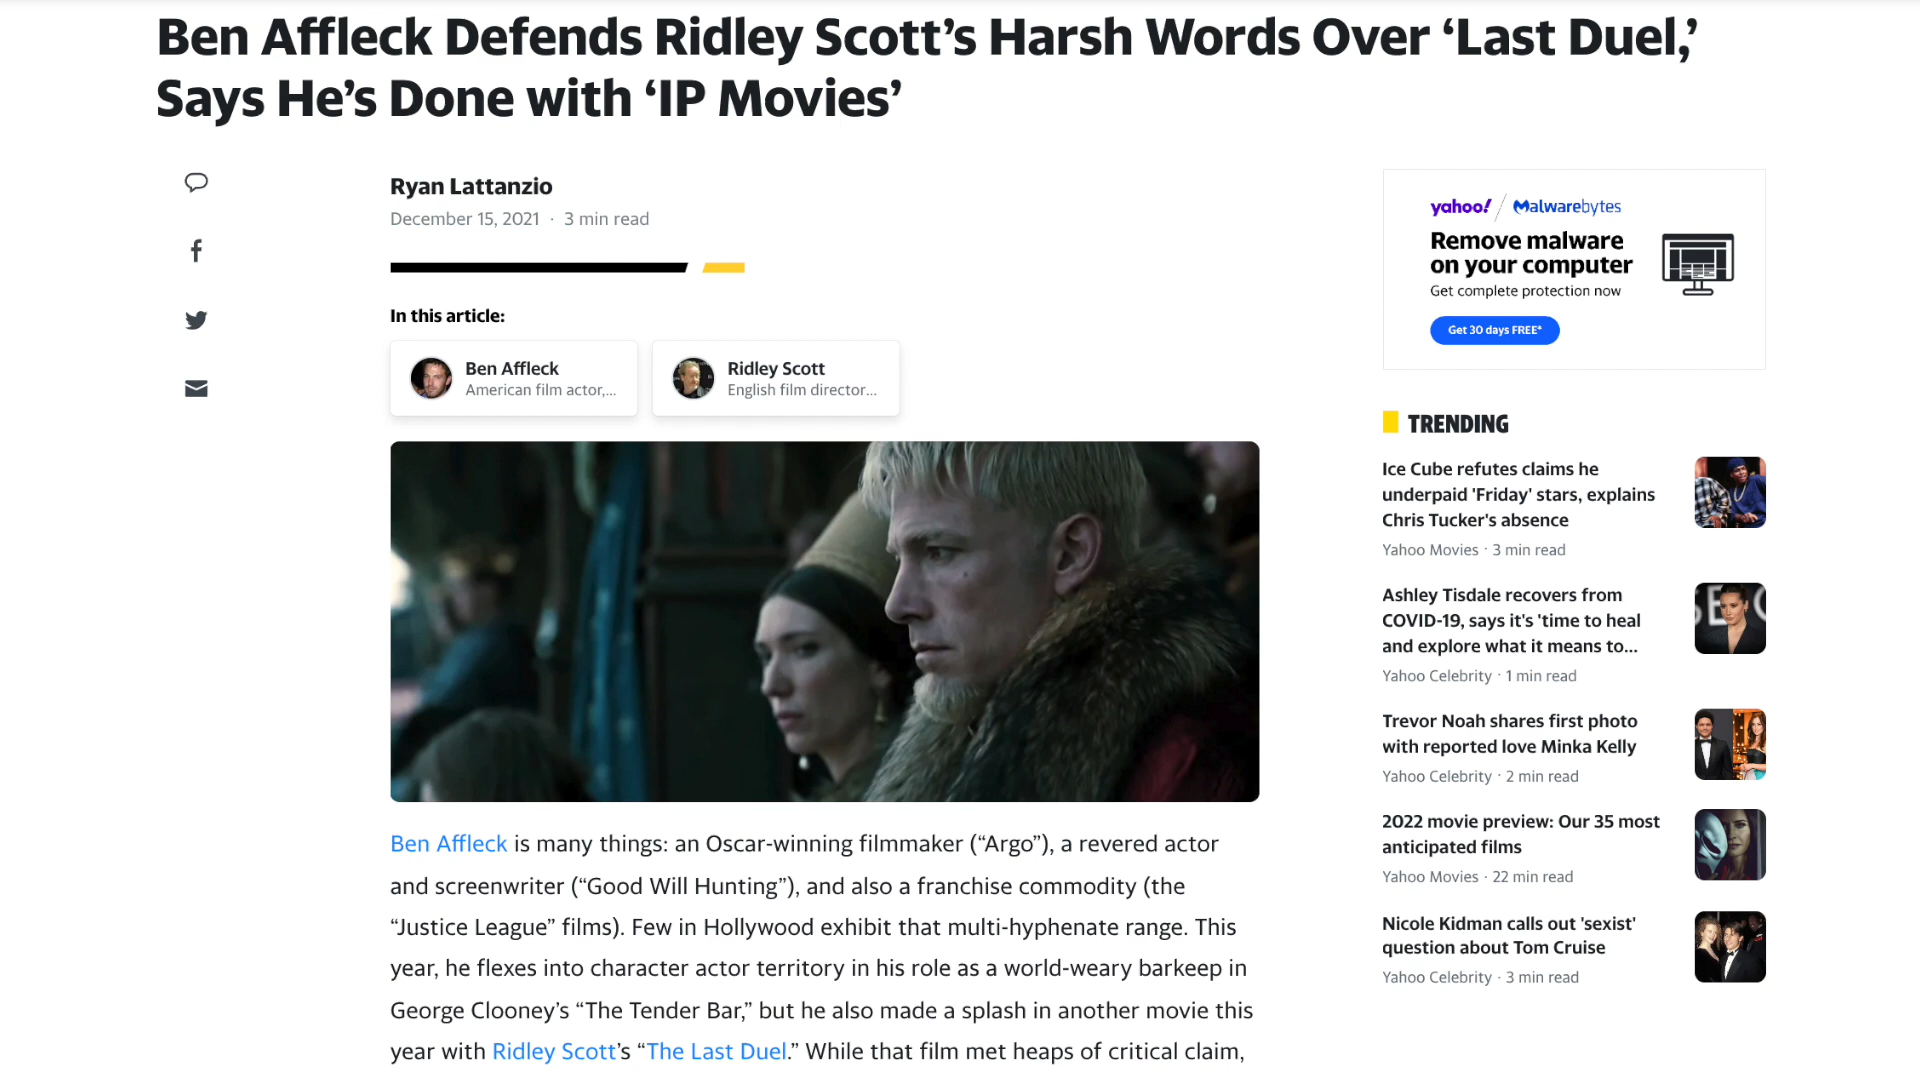 Ben Affleck Defends Ridley Scott’s Harsh Words Over ‘Last Duel,’
Says He’s Done with ‘IP Movies’
Ryan Lattanzio
December 15, 2021 · 3 min read
In this article:
Ben Affleck
American film actor,...
Ridley Scott
English film director...
Ben Affleck is many things: an Oscar-winning filmmaker (“Argo”), a revered actor
and screenwriter (“Good Will Hunting”), and also a franchise commodity (the
“Justice League” films). Few in Hollywood exhibit that multi-hyphenate range. This
year, he flexes into character actor territory in his role as a world-weary barkeep in
George Clooney’s “The Tender Bar,” but he also made a splash in another movie this
year with Ridley Scott’s “The Last Duel.” While that film met heaps of critical claim,
yahoo! / Malwarebytes
Remove malware
on your computer
Get complete protection now
Get 30 days FREE*
TRENDING
Ice Cube refutes claims he
underpaid 'Friday' stars, explains
Chris Tucker's absence
Yahoo Movies · 3 min read
Ashley Tisdale recovers from
COVID-19, says it's 'time to heal
and explore what it means to...
Yahoo Celebrity · 1 min read
Trevor Noah shares first photo
with reported love Minka Kelly
Yahoo Celebrity · 2 min read
2022 movie preview: Our 35 most
anticipated films
Yahoo Movies · 22 min read
Nicole Kidman calls out 'sexist'
question about Tom Cruise
Yahoo Celebrity · 3 min read